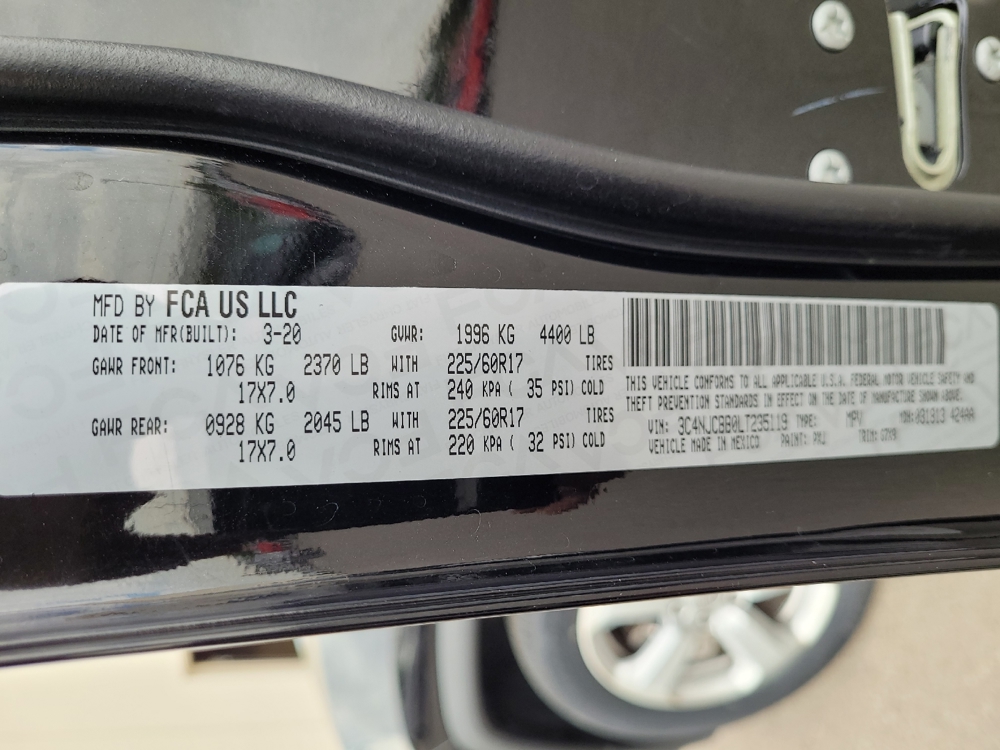 MFD BY FCA US LLC
DATE OF MFR(BUILT): 3-20 GVWR: 1996 KG 4400 LB
GAWR FRONT: 1076 KG 2370 LB WITH 225/60R17 TIRES
17X7.0 RIMS AT 240 KPA ( 35 PSI) COLD
GAWR REAR: 0928 KG 2045 LB WITH 225/60R17 TIRES
17X7.0 RIMS AT 220 KPA ( 32 PSI) COLD
THIS VEHICLE CONFORMS TO ALL APPLICABLE U.S.A. FEDERAL MOTOR VEHICLE SAFETY AND
THEFT PREVENTION STANDARDS IN EFFECT ON THE DATE OF MANUFACTURE SHOWN ABOVE.
VIN: TYPE: MPV MDH:
VEHICLE MADE IN MEXICO PAINT: TRIM: